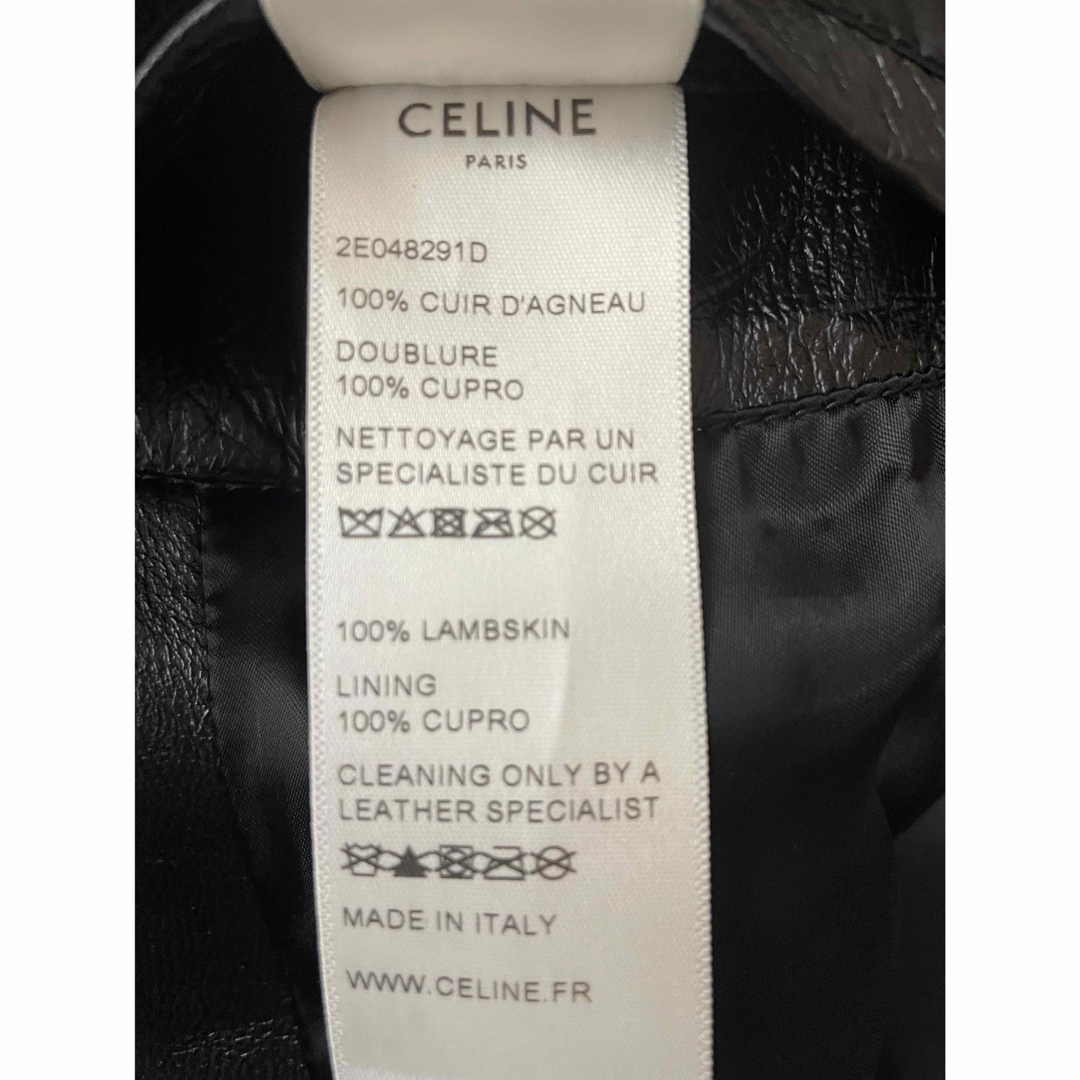 CELINE
PARIS
2E048291D
100% CUIR D'AGNEAU
DOUBLURE
100% CUPRO
NETTOYAGE PAR UN
SPECIALISTE DU CUIR
100% LAMBSKIN
LINING
100% CUPRO
CLEANING ONLY BY A
LEATHER SPECIALIST
MADE IN ITALY
WWW.CELINE.FR